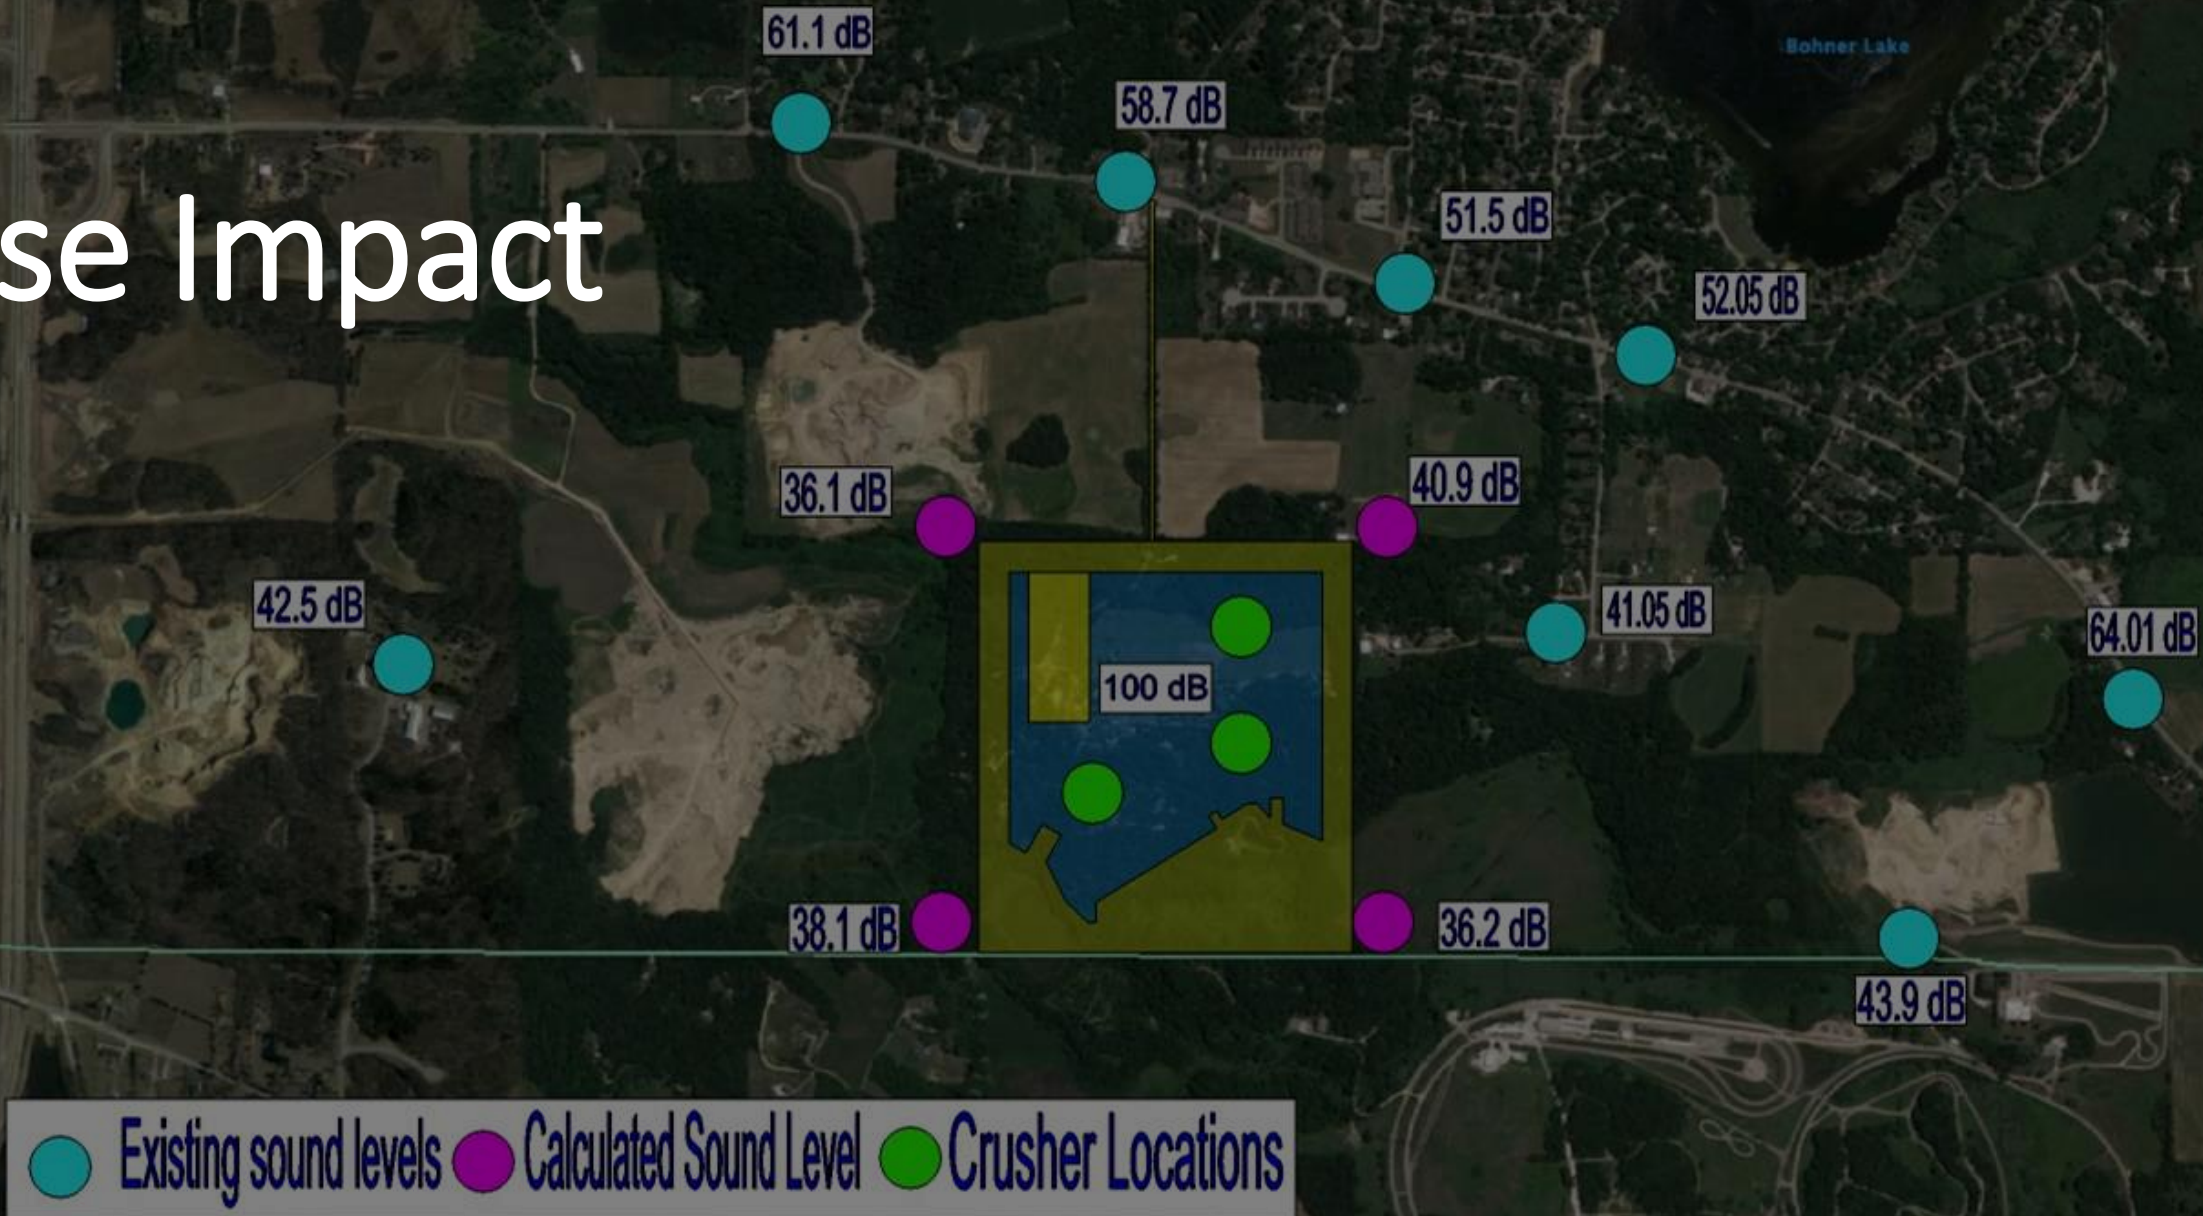 61.1 dB
Bohner Lake
58.7 dB
se Impact
51.5 dB
52.05 dB
36.1 dB
40.9 dB
42.5 dB
41.05 dB
64.01 dB
100 dB
38.1 dB
36.2 dB
43.9 dB
Existing sound levels Calculated Sound Level Crusher Locations